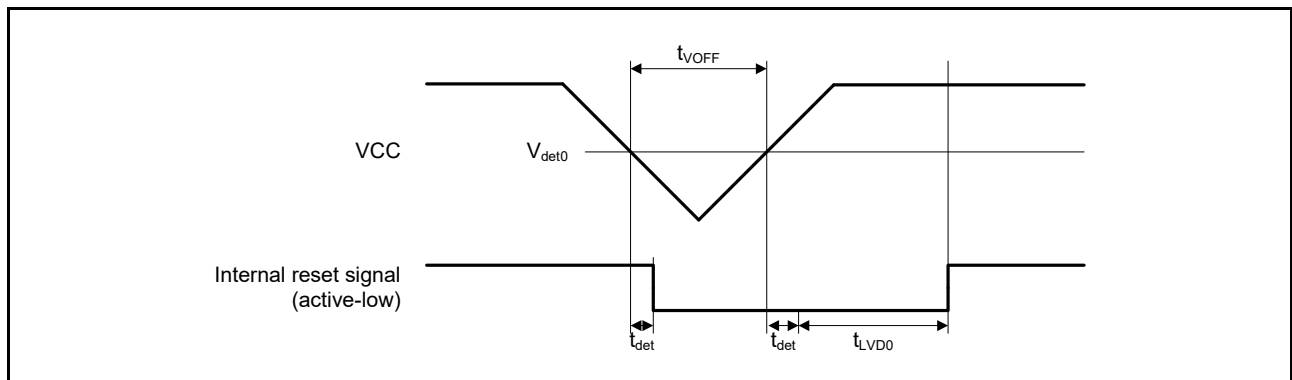 tVOFF
VCC
Vdet0
Internal reset signal
(active-low)
tdet
tdet
tLVD0